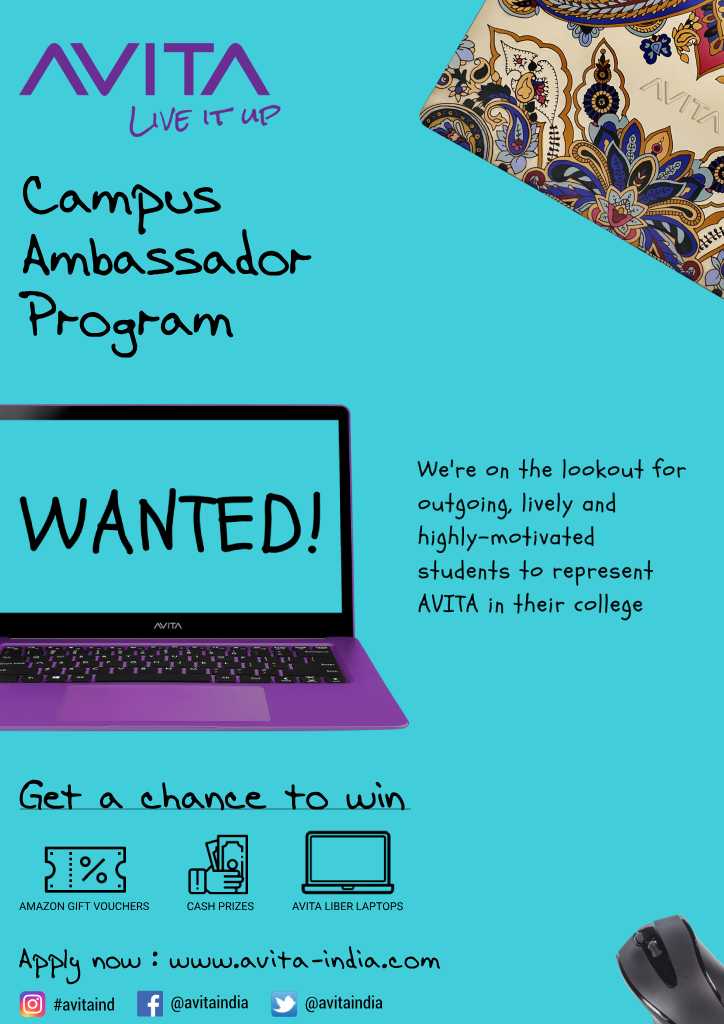 AVITA
LIVE IT UP
AVITA
Campus
Ambassador
Program
WANTED!
AVITA
We're on the lookout for
outgoing, lively and
highly-motivated
students to represent
AVITA in their college
Get a chance to win
AMAZON GIFT VOUCHERS
CASH PRIZES
AVITA LIBER LAPTOPS
Apply now : www.avita-india.com
#avitaind
@avitaindia
@avitaindia